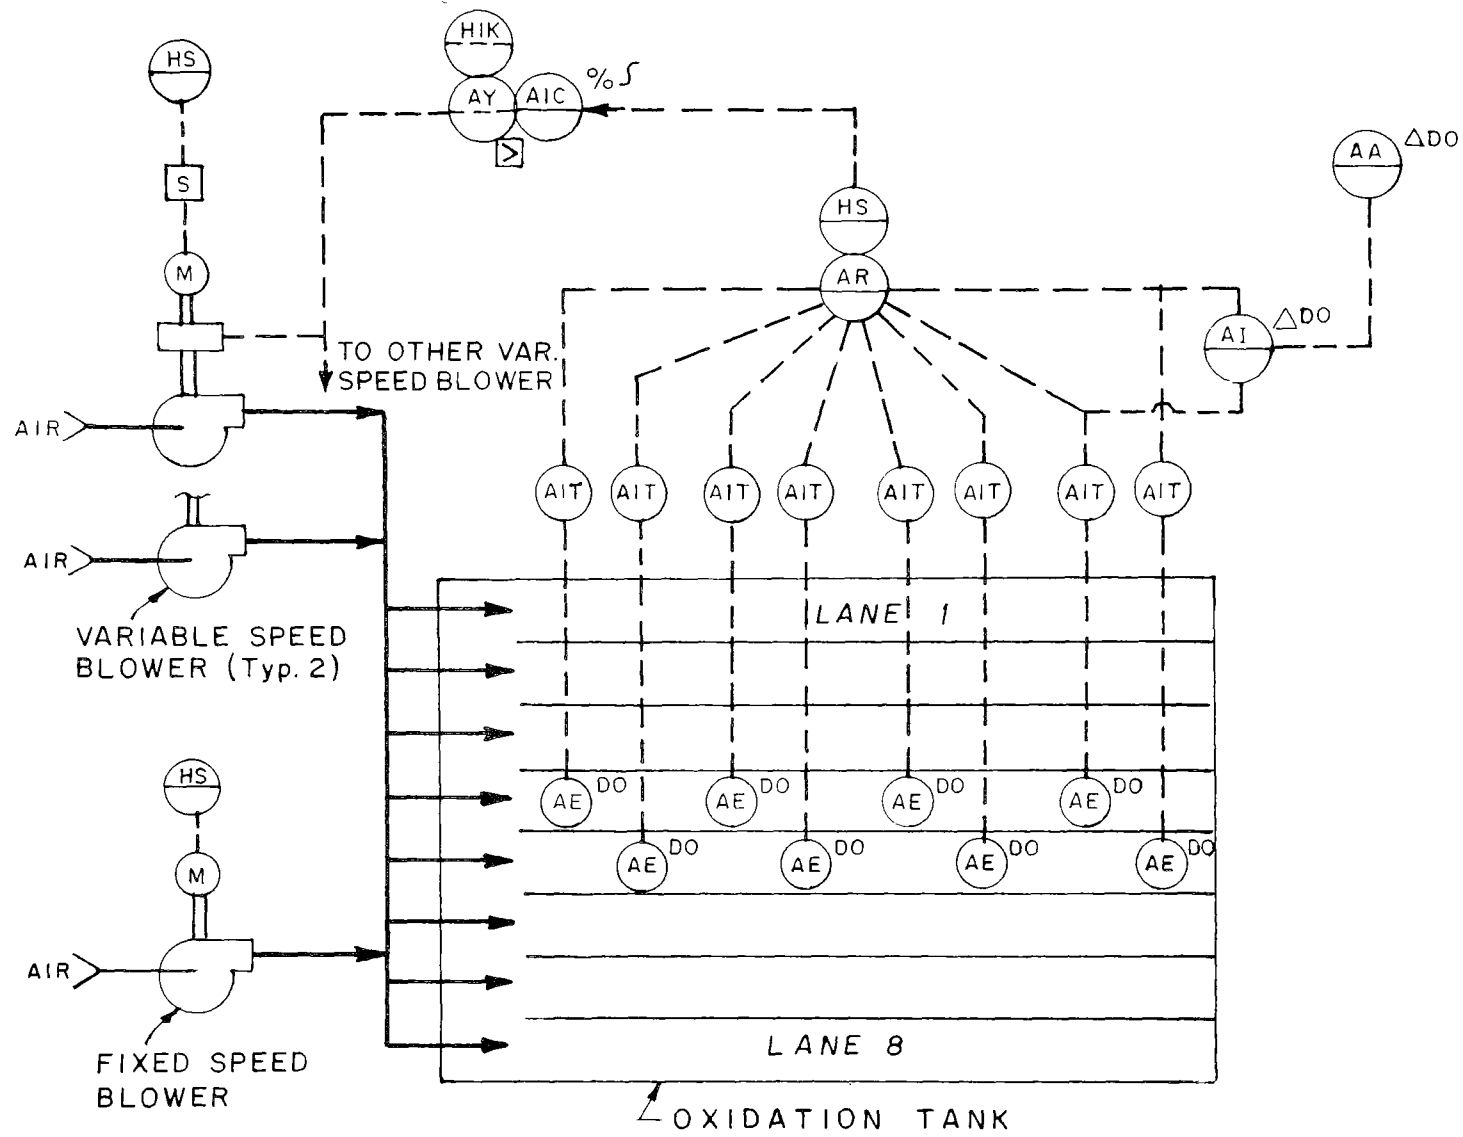 HIK
HS
AY
AIC
%∫
>
AA
ΔDO
S
HS
M
AR
AI
ΔDO
TO OTHER VAR.
SPEED BLOWER
AIR
AIT
AIT
AIT
AIT
AIT
AIT
AIT
AIT
AIR
LANE 1
VARIABLE SPEED
BLOWER (Typ. 2)
HS
AE DO
AE DO
AE DO
AE DO
M
AE DO
AE DO
AE DO
AE DO
AIR
LANE 8
FIXED SPEED
BLOWER
OXIDATION TANK